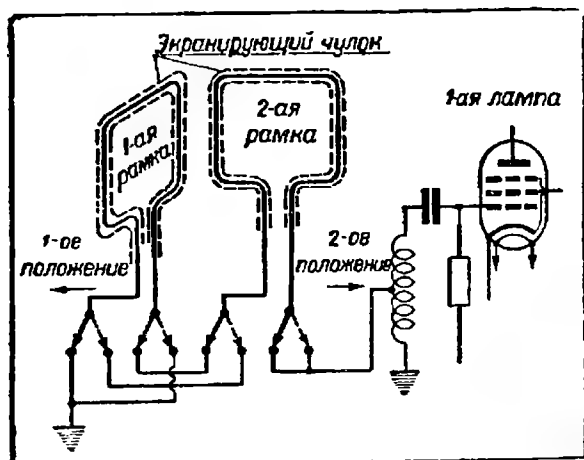 Экранирующий чулок
1-ая лампа
2-ая
рамка
1-ая
рамка
1-ое
положение
2-ое
положение